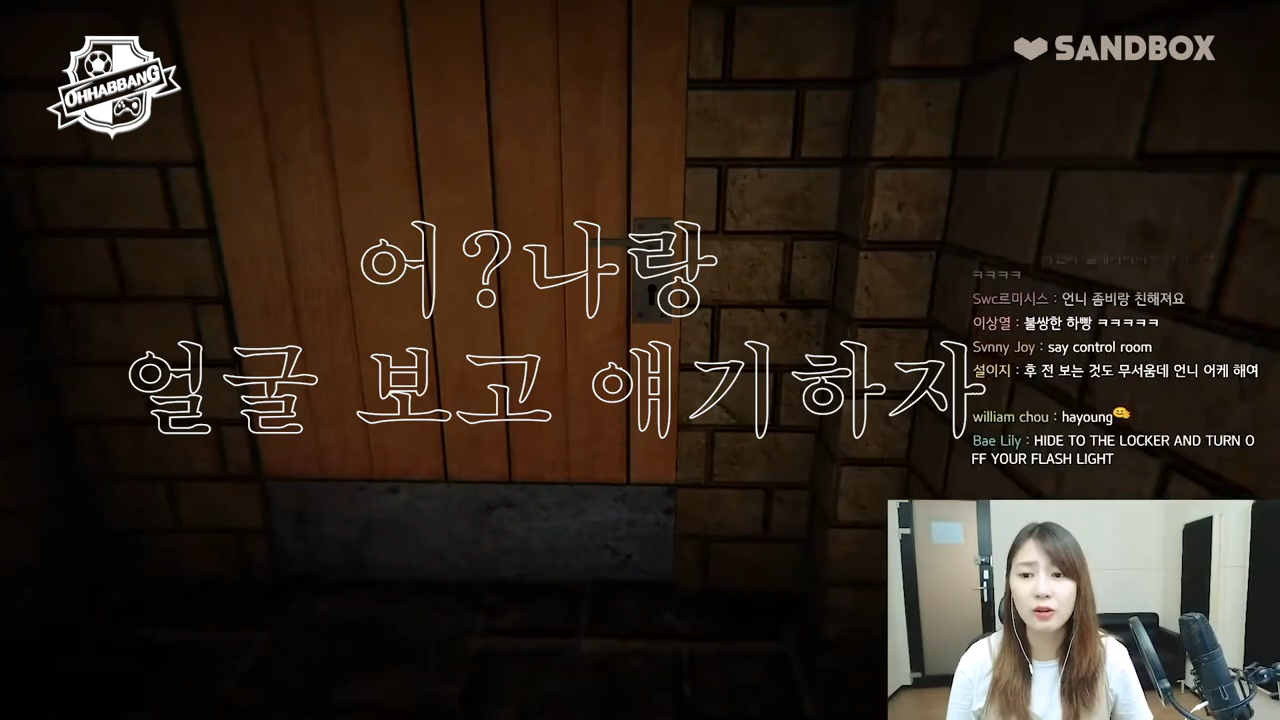 OHHABBANG
SANDBOX
어?나랑
얼굴 보고 얘기하자
ㅋㅋㅋㅋ
Swc르미시스 : 언니 좀비랑 친해져요
이상열 : 불쌍한 하빵 ㅋㅋㅋㅋㅋ
Svnny Joy : say control room
설이지 : 후 전 보는 것도 무서움데 언니 어케 해여
william chou : hayoung
Bae Lily : HIDE TO THE LOCKER AND TURN O
FF YOUR FLASH LIGHT